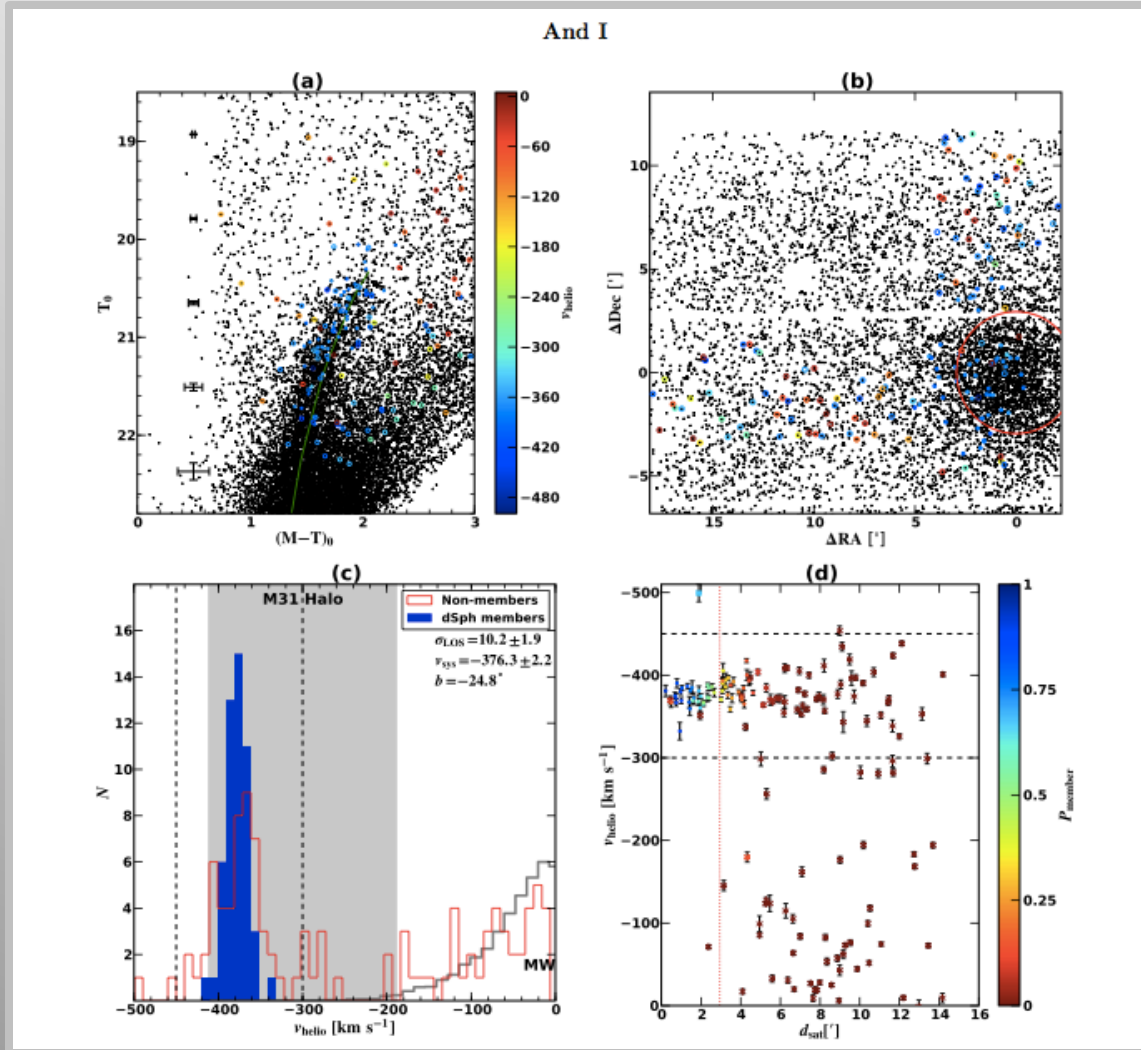 And I
(a)
19
20
21
22
T₀
0
1
2
3
(M−T)₀
0
−60
−120
−180
−240
−300
−360
−420
−480
v_helio
(b)
10
5
0
−5
ΔDec [′]
15
10
5
0
ΔRA [′]
(c)
M31 Halo
Non-members
dSph members
σ_LOS=10.2±1.9
v_sys=−376.3±2.2
b=−24.8°
16
14
12
10
8
6
4
2
N
MW
−500
−400
−300
−200
−100
0
v_helio [km s⁻¹]
(d)
−500
−400
−300
−200
−100
0
v_helio [km s⁻¹]
0
2
4
6
8
10
12
14
16
d_sat[′]
1
0.75
0.5
0.25
0
P_member